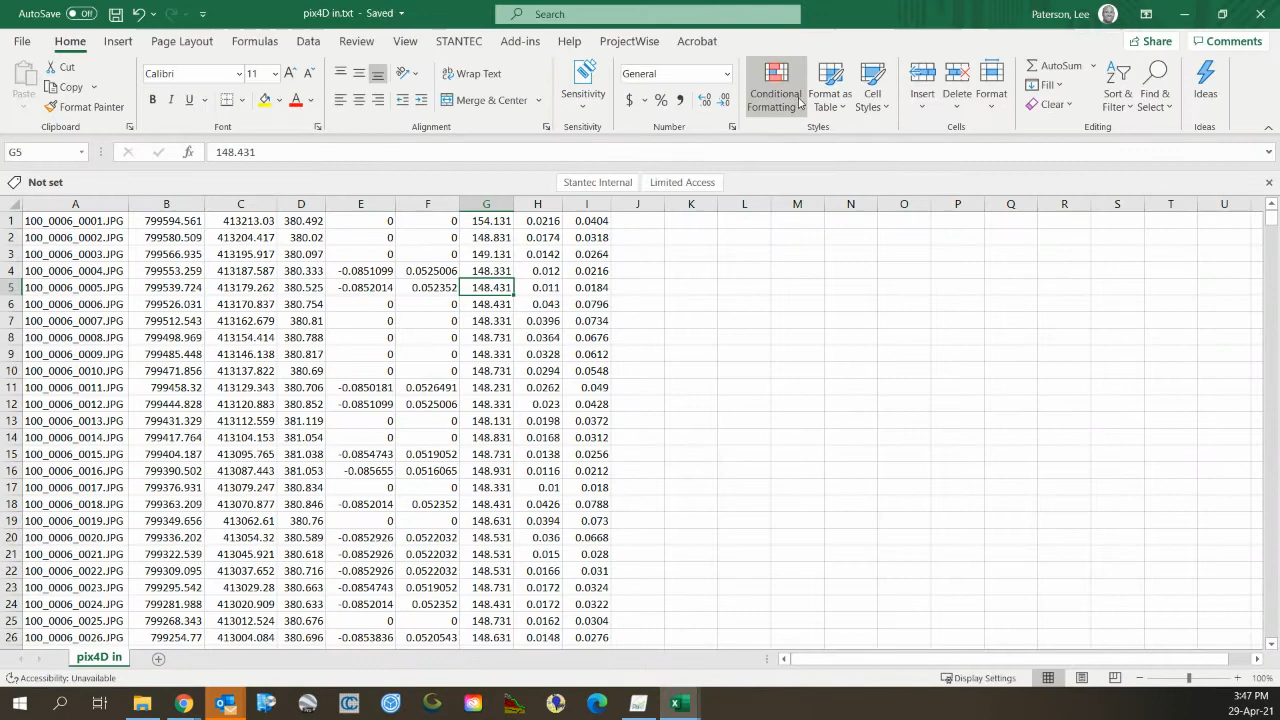 AutoSave Off pix4D in.txt - Saved Search Paterson, Lee
File Home Insert Page Layout Formulas Data Review View STANTEC Add-ins Help ProjectWise Acrobat Share Comments
Paste Cut Copy Format Painter Clipboard
Calibri 11 A A B I U A Font
Wrap Text Merge & Center Alignment
Sensitivity Sensitivity
General $ % Number
Conditional Formatting Format as Table Cell Styles Styles
Insert Delete Format Cells
AutoSum Fill Clear Sort & Filter Find & Select Editing
Ideas Ideas
G5 fx 148.431
Not set Stantec Internal Limited Access
A B C D E F G H I J K L M N O P Q R S T U
1 100_0006_0001.JPG 799594.561 413213.03 380.492 0 0 154.131 0.0216 0.0404
2 100_0006_0002.JPG 799580.509 413204.417 380.02 0 0 148.831 0.0174 0.0318
3 100_0006_0003.JPG 799566.935 413195.917 380.097 0 0 149.131 0.0142 0.0264
4 100_0006_0004.JPG 799553.259 413187.587 380.333 -0.0851099 0.0525006 148.331 0.012 0.0216
5 100_0006_0005.JPG 799539.724 413179.262 380.525 -0.0852014 0.052352 148.431 0.011 0.0184
6 100_0006_0006.JPG 799526.031 413170.837 380.754 0 0 148.431 0.043 0.0796
7 100_0006_0007.JPG 799512.543 413162.679 380.81 0 0 148.331 0.0396 0.0734
8 100_0006_0008.JPG 799498.969 413154.414 380.788 0 0 148.731 0.0364 0.0676
9 100_0006_0009.JPG 799485.448 413146.138 380.817 0 0 148.331 0.0328 0.0612
10 100_0006_0010.JPG 799471.856 413137.822 380.69 0 0 148.731 0.0294 0.0548
11 100_0006_0011.JPG 799458.32 413129.343 380.706 -0.0850181 0.0526491 148.231 0.0262 0.049
12 100_0006_0012.JPG 799444.828 413120.883 380.852 -0.0851099 0.0525006 148.331 0.023 0.0428
13 100_0006_0013.JPG 799431.329 413112.559 381.119 0 0 148.131 0.0198 0.0372
14 100_0006_0014.JPG 799417.764 413104.153 381.054 0 0 148.831 0.0168 0.0312
15 100_0006_0015.JPG 799404.187 413095.765 381.038 -0.0854743 0.0519052 148.731 0.0138 0.0256
16 100_0006_0016.JPG 799390.502 413087.443 381.053 -0.085655 0.0516065 148.931 0.0116 0.0212
17 100_0006_0017.JPG 799376.931 413079.247 380.834 0 0 148.331 0.01 0.018
18 100_0006_0018.JPG 799363.209 413070.877 380.846 -0.0852014 0.052352 148.431 0.0426 0.0788
19 100_0006_0019.JPG 799349.656 413062.61 380.76 0 0 148.631 0.0394 0.073
20 100_0006_0020.JPG 799336.202 413054.32 380.589 -0.0852926 0.0522032 148.531 0.036 0.0668
21 100_0006_0021.JPG 799322.539 413045.921 380.618 -0.0852926 0.0522032 148.531 0.015 0.028
22 100_0006_0022.JPG 799309.095 413037.652 380.716 -0.0852926 0.0522032 148.531 0.0166 0.031
23 100_0006_0023.JPG 799295.542 413029.28 380.663 -0.0854743 0.0519052 148.731 0.0172 0.0324
24 100_0006_0024.JPG 799281.988 413020.909 380.633 -0.0852014 0.052352 148.431 0.0172 0.0322
25 100_0006_0025.JPG 799268.343 413012.524 380.676 0 0 148.731 0.0162 0.0304
26 100_0006_0026.JPG 799254.77 413004.084 380.696 -0.0853836 0.0520543 148.631 0.0148 0.0276
pix4D in
Accessibility: Unavailable Display Settings 100%
3:47 PM
29-Apr-21